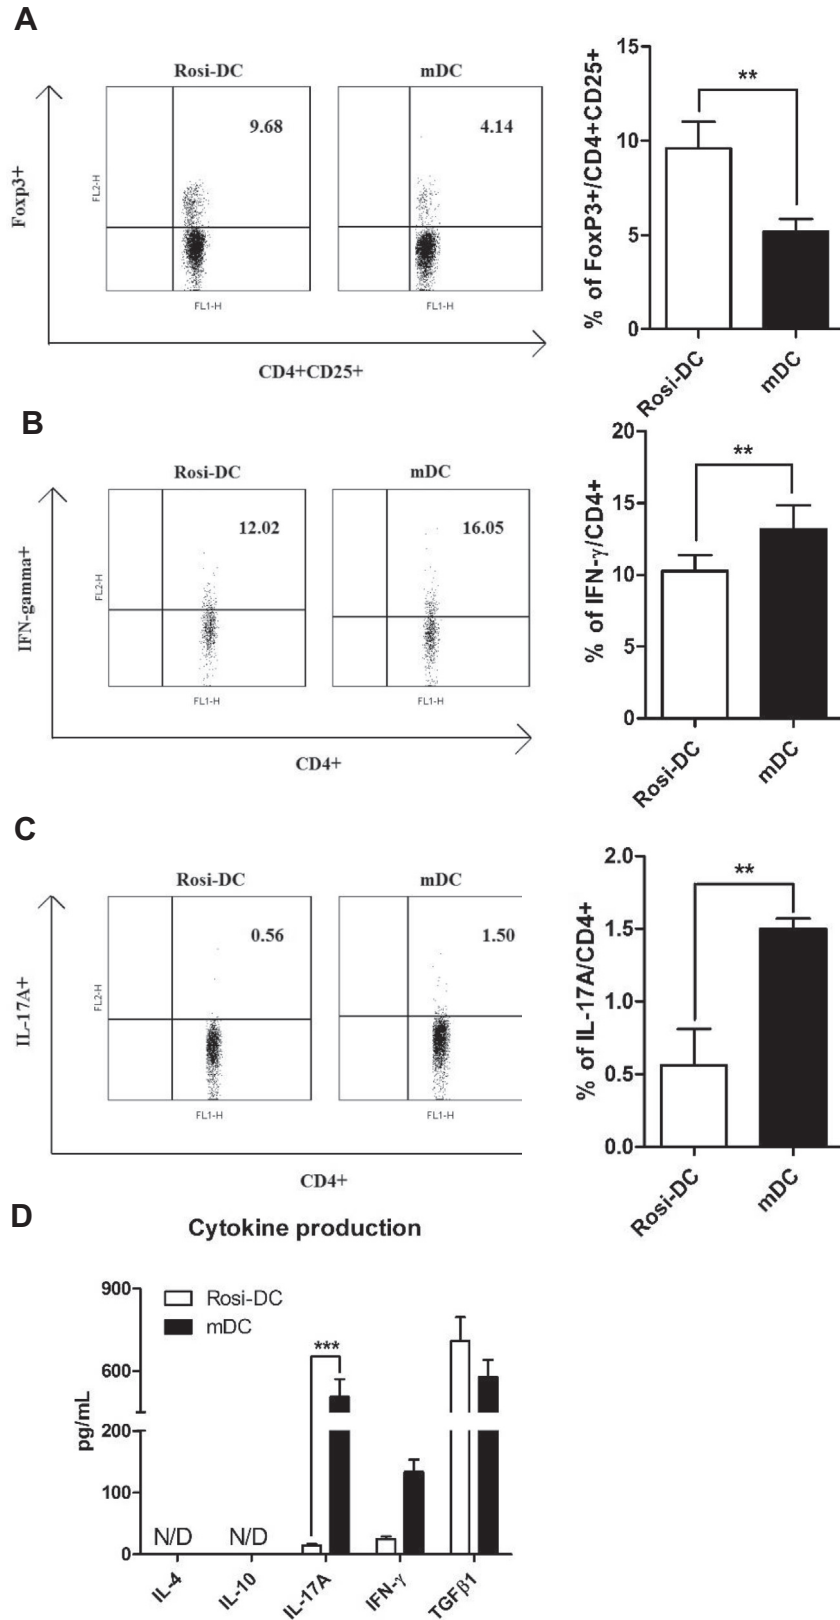 A
Rosi-DC
mDC
Foxp3+
FL2-H
9.68
4.14
FL1-H
FL1-H
CD4+CD25+
% of FoxP3+/CD4+CD25+
15
10
5
0
**
Rosi-DC
mDC
B
Rosi-DC
mDC
IFN-gamma+
FL2-H
12.02
16.05
FL1-H
FL1-H
CD4+
% of IFN-γ/CD4+
20
15
10
5
0
**
Rosi-DC
mDC
C
Rosi-DC
mDC
IL-17A+
FL2-H
0.56
1.50
FL1-H
FL1-H
CD4+
% of IL-17A/CD4+
2.0
1.5
1.0
0.5
0.0
**
Rosi-DC
mDC
D
Cytokine production
Rosi-DC
mDC
pg/mL
900
600
200
100
0
***
N/D
N/D
IL-4
IL-10
IL-17A
IFN-γ
TGFβ1